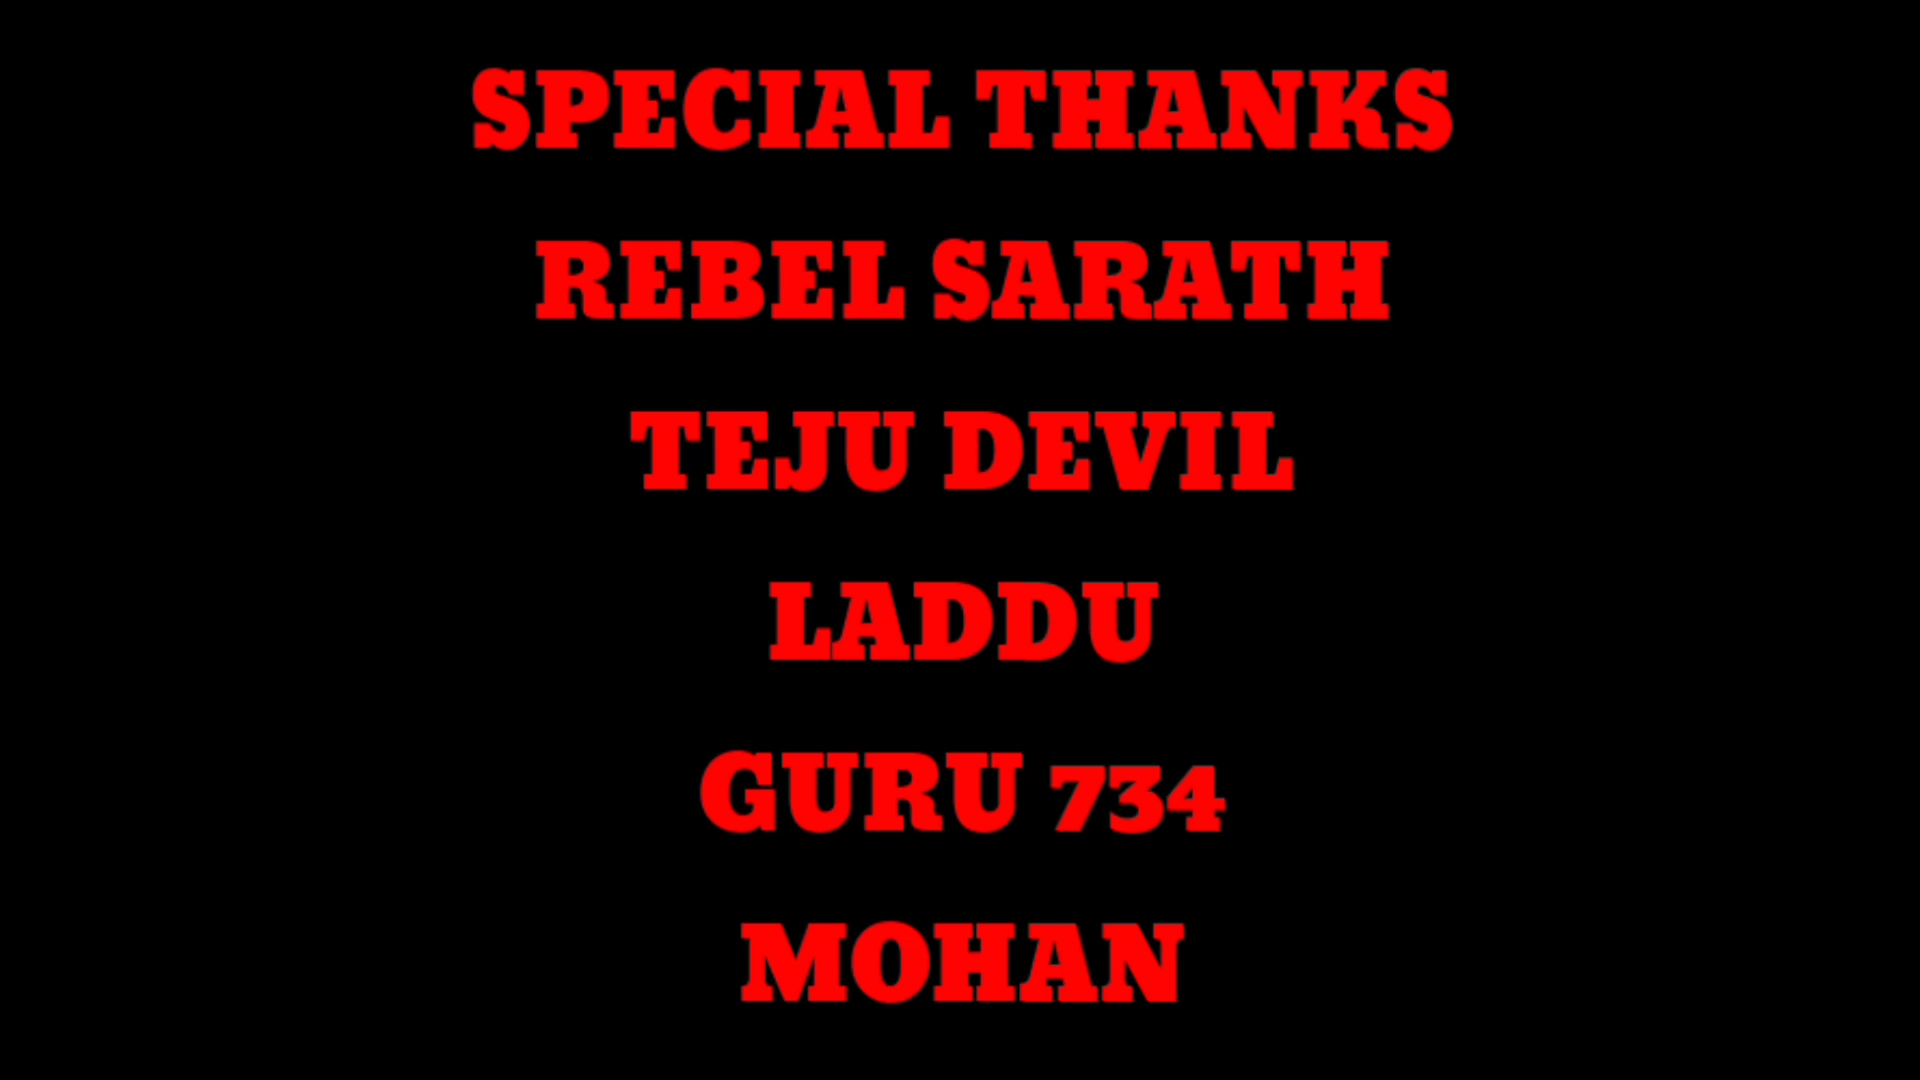 SPECIAL THANKS
REBEL SARATH
TEJU DEVIL
LADDU
GURU 734
MOHAN